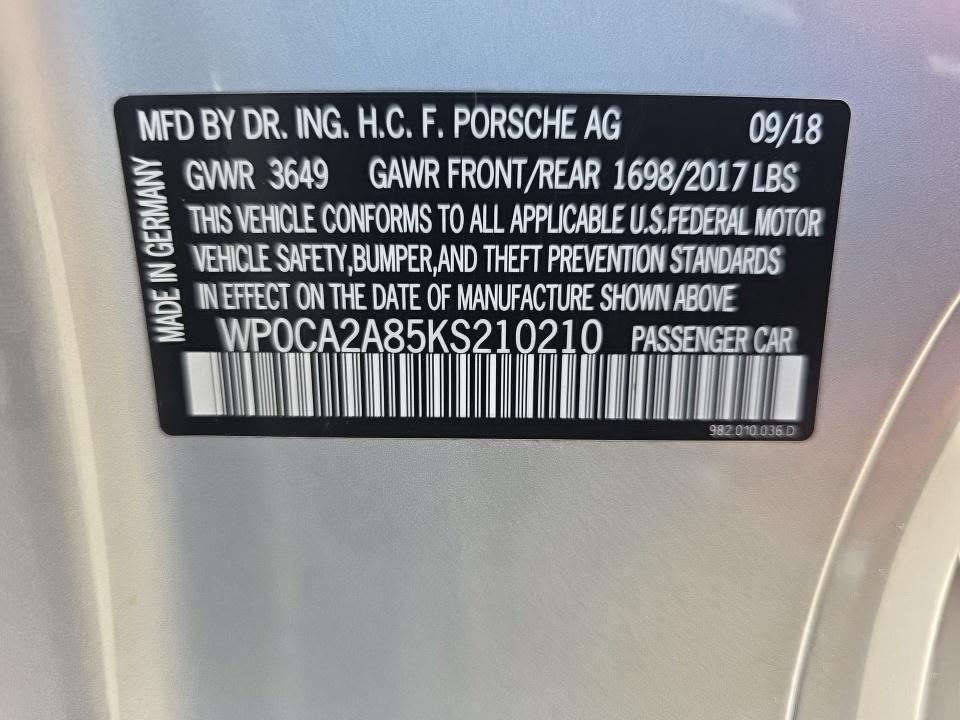 MFD BY DR. ING. H.C. F. PORSCHE AG 09/18
MADE IN GERMANY
GVWR 3649 GAWR FRONT/REAR 1698/2017 LBS
THIS VEHICLE CONFORMS TO ALL APPLICABLE U.S.FEDERAL MOTOR
VEHICLE SAFETY,BUMPER,AND THEFT PREVENTION STANDARDS
IN EFFECT ON THE DATE OF MANUFACTURE SHOWN ABOVE
WP0CA2A85KS210210 PASSENGER CAR
982.010.036.D